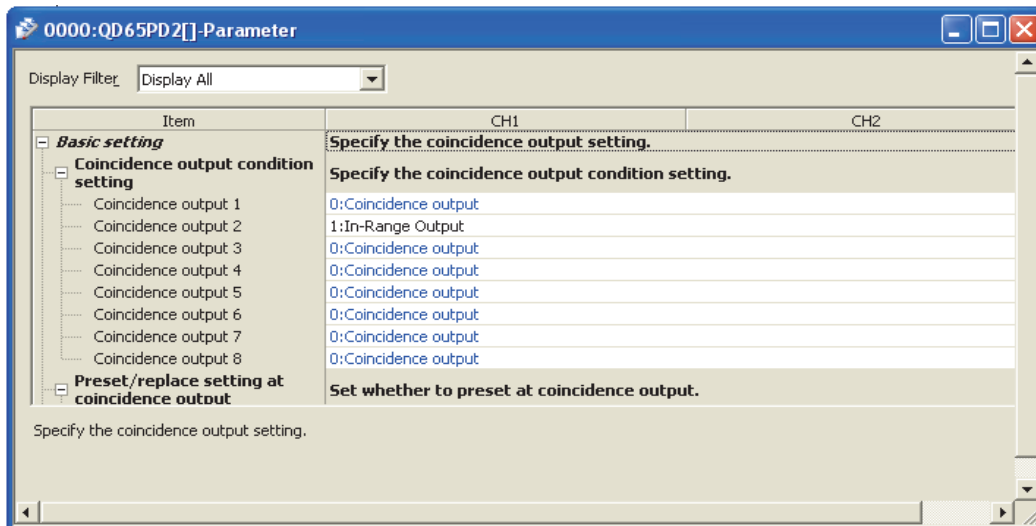 0000:QD65PD2[]-Parameter
Display Filter Display All
Item CH1 CH2
Basic setting Specify the coincidence output setting.
Coincidence output condition setting Specify the coincidence output condition setting.
Coincidence output 1 0:Coincidence output
Coincidence output 2 1:In-Range Output
Coincidence output 3 0:Coincidence output
Coincidence output 4 0:Coincidence output
Coincidence output 5 0:Coincidence output
Coincidence output 6 0:Coincidence output
Coincidence output 7 0:Coincidence output
Coincidence output 8 0:Coincidence output
Preset/replace setting at coincidence output Set whether to preset at coincidence output.
Specify the coincidence output setting.